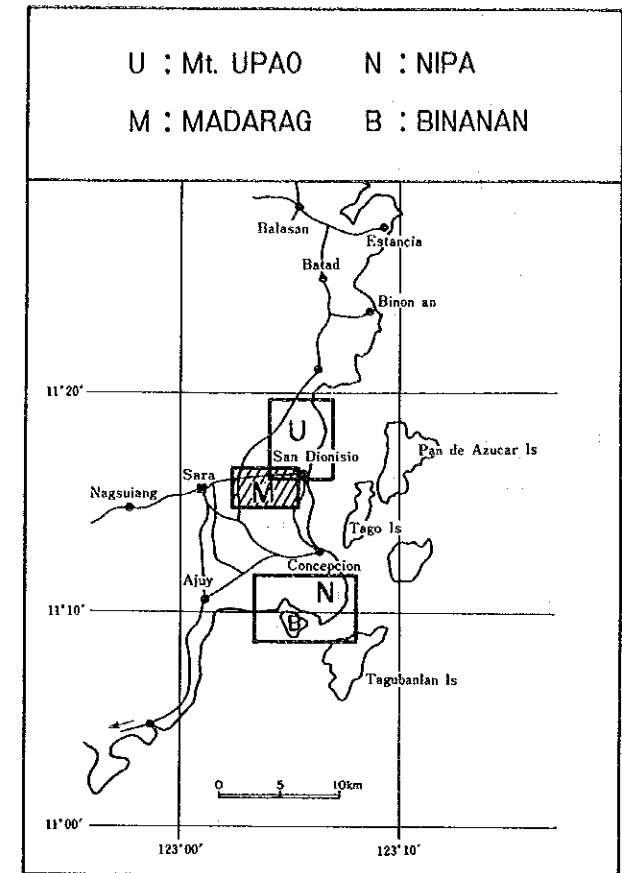 U : Mt. UPAO N : NIPA
M : MADARAG B : BINANAN
Balasan
Estancia
Batad
Binon an
11°20'
U
San Dionisio
Pan de Azucar Is
Sara
M
Nagsuiang
Tago Is
Concepcion
Ajuy
N
11°10'
B
Tagubanlan Is
0 5 10km
11°00'
123°00' 123°10'